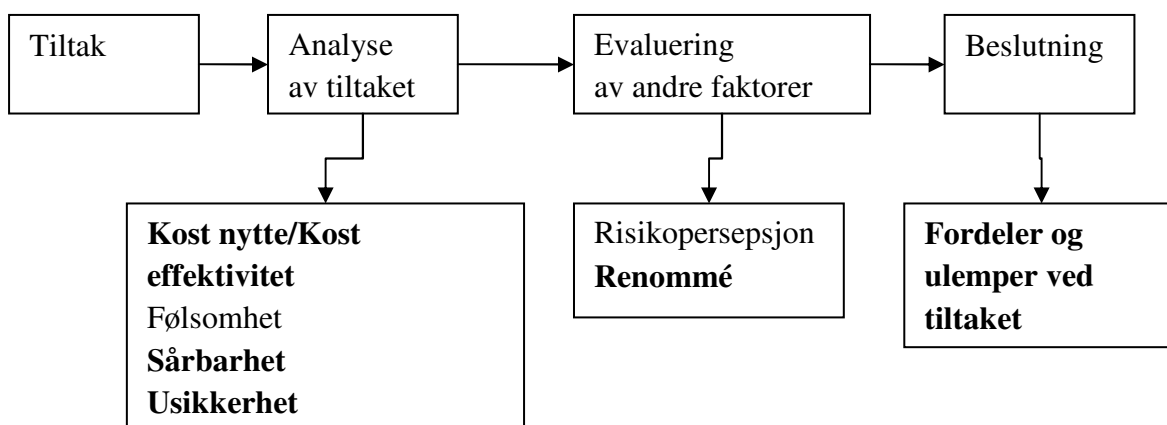 Tiltak
Analyse
av tiltaket
Evaluering
av andre faktorer
Beslutning
Kost nytte/Kost
effektivitet
Følsomhet
Sårbarhet
Usikkerhet
Risikopersepsjon
Renommé
Fordeler og
ulemper ved
tiltaket